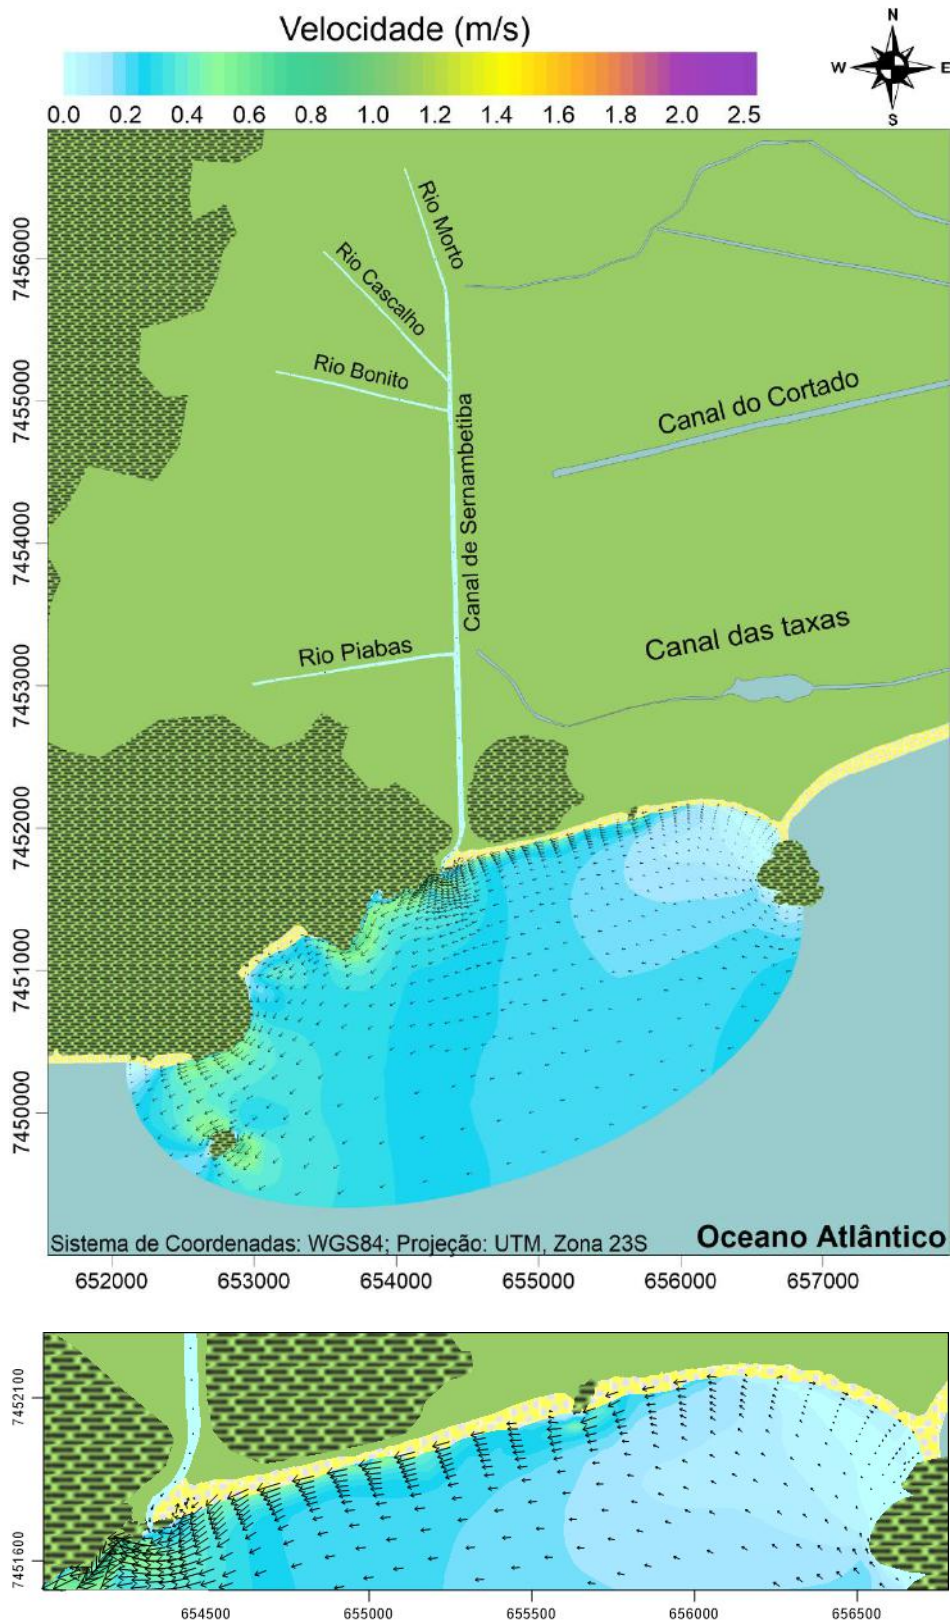 Velocidade (m/s)
N
W E
S
0.0 0.2 0.4 0.6 0.8 1.0 1.2 1.4 1.6 1.8 2.0 2.5
7456000
7455000
7454000
7453000
7452000
7451000
7450000
Rio Morto
Rio Cascalho
Rio Bonito
Canal do Cortado
Canal de Sernambetiba
Canal das taxas
Rio Piabas
Sistema de Coordenadas: WGS84; Projeção: UTM, Zona 23S
Oceano Atlântico
652000 653000 654000 655000 656000 657000
7452100
7451600
654500 655000 655500 656000 656500